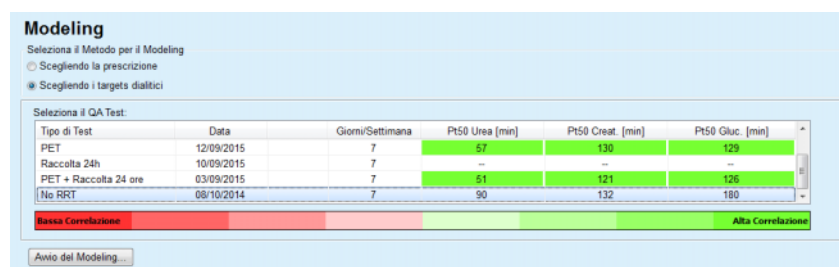 Modeling
Seleziona il Metodo per il Modeling
Scegliendo la prescrizione
Scegliendo i targets dialitici
Seleziona il QA Test:
Tipo di Test Data Giorni/Settimana Pt50 Urea [min] Pt50 Creat. [min] Pt50 Gluc. [min]
PET 12/09/2015 7 57 130 129
Raccolta 24h 10/09/2015 7 -- -- --
PET + Raccolta 24 ore 03/09/2015 7 51 121 126
No RRT 08/10/2014 7 90 132 180
Bassa Correlazione Alta Correlazione
Avvio del Modeling...